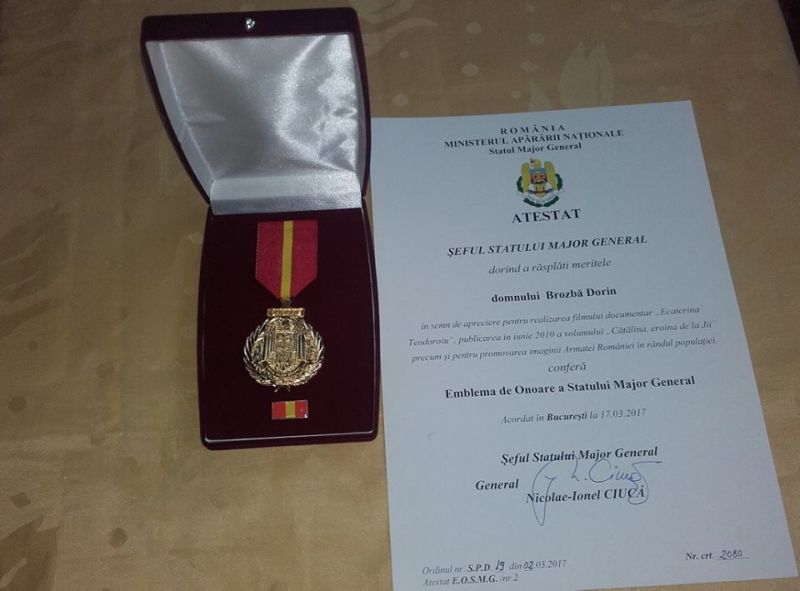 R O M Â N I A
MINISTERUL APĂRĂRII NAȚIONALE
Statul Major General
ATESTAT
ŞEFUL STATULUI MAJOR GENERAL
dorind a răsplăti meritele
domnului Brozbă Dorin
în semn de apreciere pentru realizarea filmului documentar „Ecaterina
Teodoroiu", publicarea în iunie 2010 a volumului „Cătălina, eroina de la Jii"
precum și pentru promovarea imaginii Armatei României în rândul populației,
conferă
Emblema de Onoare a Statului Major General
Acordat în București la 17.03.2017
Şeful Statului Major General
General
Nicolae-Ionel CIUCĂ
Nr. crt. 2080
Ordinul nr. S.P.D. 19 din 02.03.2017
Atestat E.O.S.M.G. /nr.2